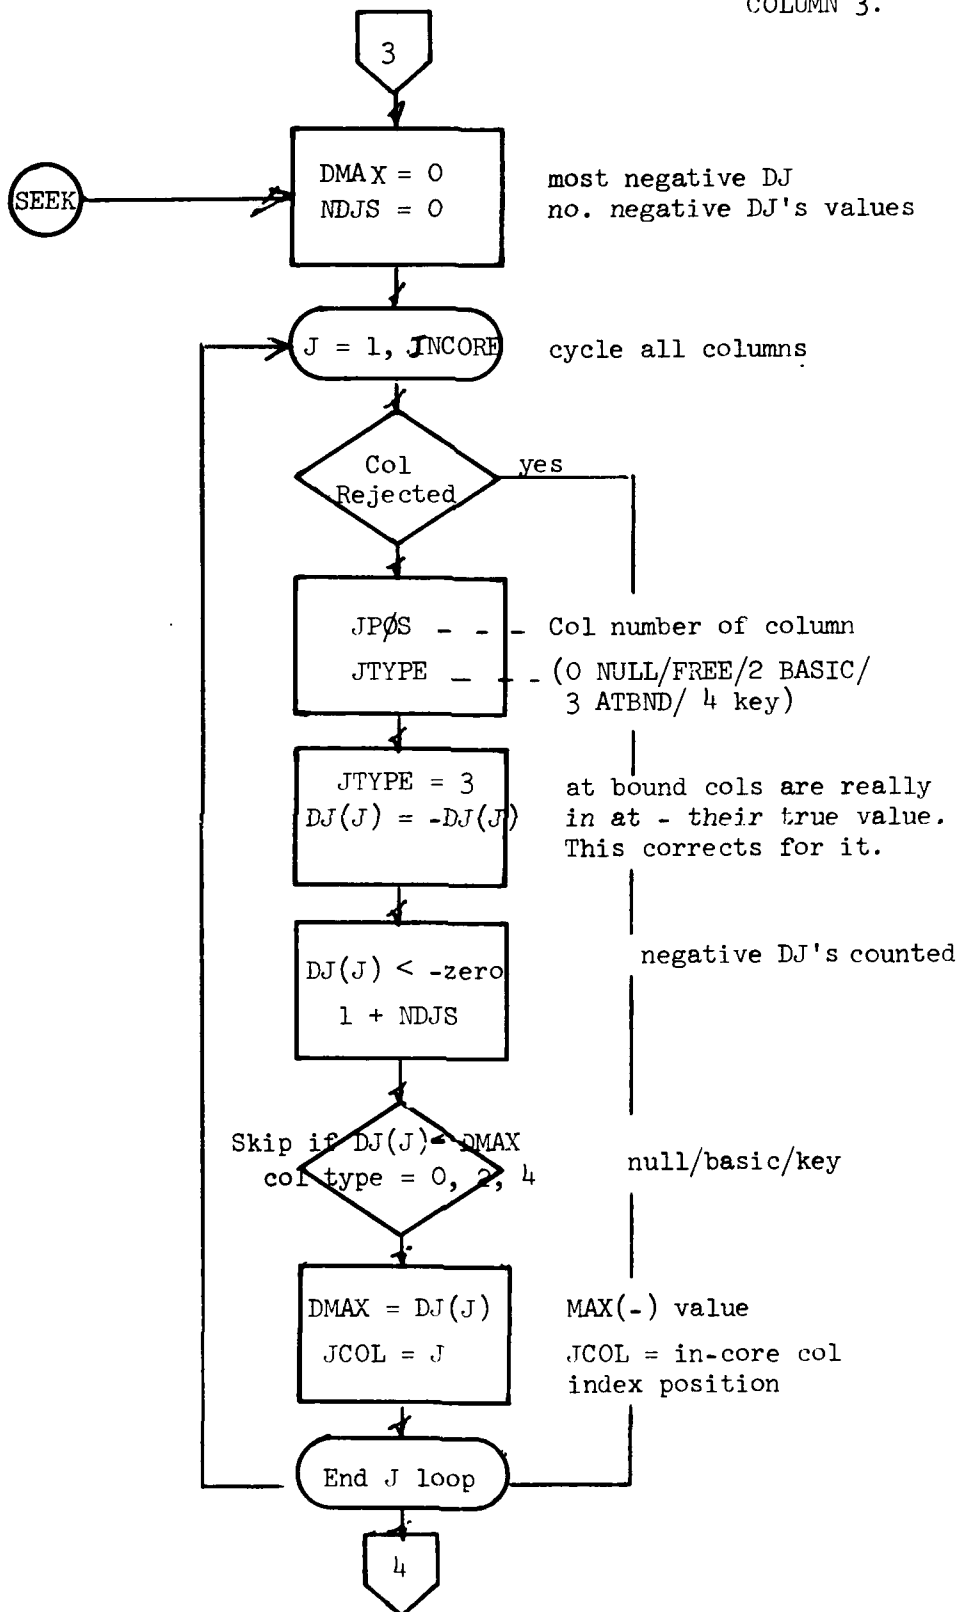 COLUMN 3.
3
SEEK
DMAX = 0
NDJS = 0
most negative DJ
no. negative DJ's values
J = 1, JNCORE
cycle all columns
Col
Rejected
yes
JPØS - - - Col number of column
JTYPE - - - (0 NULL/FREE/2 BASIC/
3 ATBND/ 4 key)
JTYPE = 3
DJ(J) = -DJ(J)
at bound cols are really
in at - their true value.
This corrects for it.
DJ(J) < -zero
1 + NDJS
negative DJ's counted
Skip if DJ(J)< DMAX
col type = 0, 2, 4
null/basic/key
DMAX = DJ(J)
JCOL = J
MAX(-) value
JCOL = in-core col
index position
End J loop
4